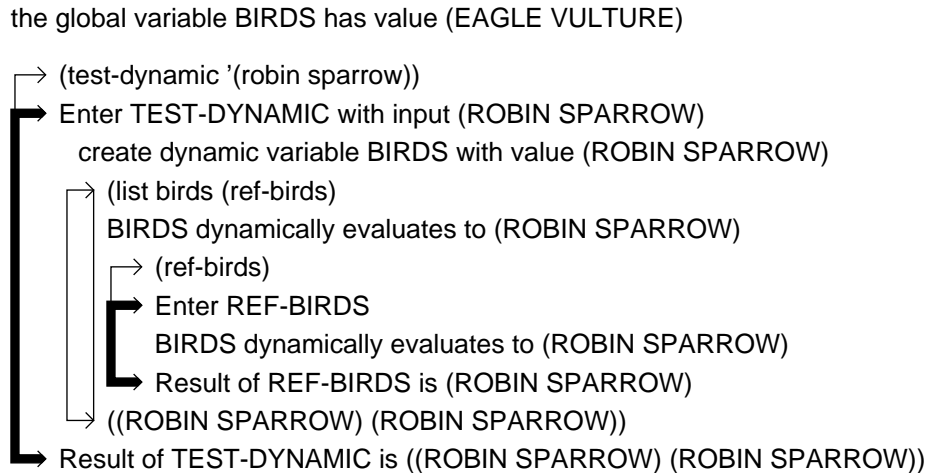 the global variable BIRDS has value (EAGLE VULTURE)
(test-dynamic ’(robin sparrow))
Enter TEST-DYNAMIC with input (ROBIN SPARROW)
create dynamic variable BIRDS with value (ROBIN SPARROW)
(list birds (ref-birds)
BIRDS dynamically evaluates to (ROBIN SPARROW)
(ref-birds)
Enter REF-BIRDS
BIRDS dynamically evaluates to (ROBIN SPARROW)
Result of REF-BIRDS is (ROBIN SPARROW)
((ROBIN SPARROW) (ROBIN SPARROW))
Result of TEST-DYNAMIC is ((ROBIN SPARROW) (ROBIN SPARROW))